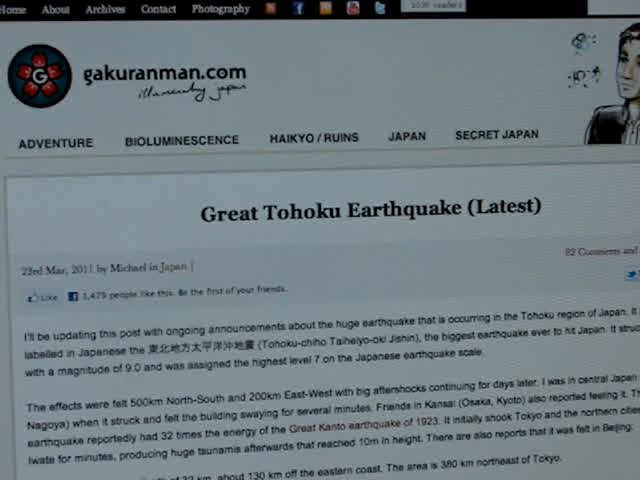 Home About Archives Contact Photography
readers
G gakuranman.com
illuminating japan
ADVENTURE BIOLUMINESCENCE HAIKYO / RUINS JAPAN SECRET JAPAN
Great Tohoku Earthquake (Latest)
23rd Mar, 2011 by Michael in Japan |
82 Comments and
Like 1,479 people like this. Be the first of your friends.
I'll be updating this post with ongoing announcements about the huge earthquake that is occurring in the Tohoku region of Japan. It
labelled in Japanese the 東北地方太平洋沖地震 (Tohoku-chiho Taiheiyo-oki Jishin), the biggest earthquake ever to hit Japan. It struc
with a magnitude of 9.0 and was assigned the highest level 7 on the Japanese earthquake scale.
The effects were felt 500km North-South and 200km East-West with big aftershocks continuing for days later. I was in central Japan
Nagoya) when it struck and felt the building swaying for several minutes. Friends in Kansai (Osaka, Kyoto) also reported feeling it. Th
earthquake reportedly had 32 times the energy of the Great Kanto earthquake of 1923. It initially shook Tokyo and the northern cities
Iwate for minutes, producing huge tsunamis afterwards that reached 10m in height. There are also reports that it was felt in Beijing.
of 32 km, about 130 km off the eastern coast. The area is 380 km northeast of Tokyo.